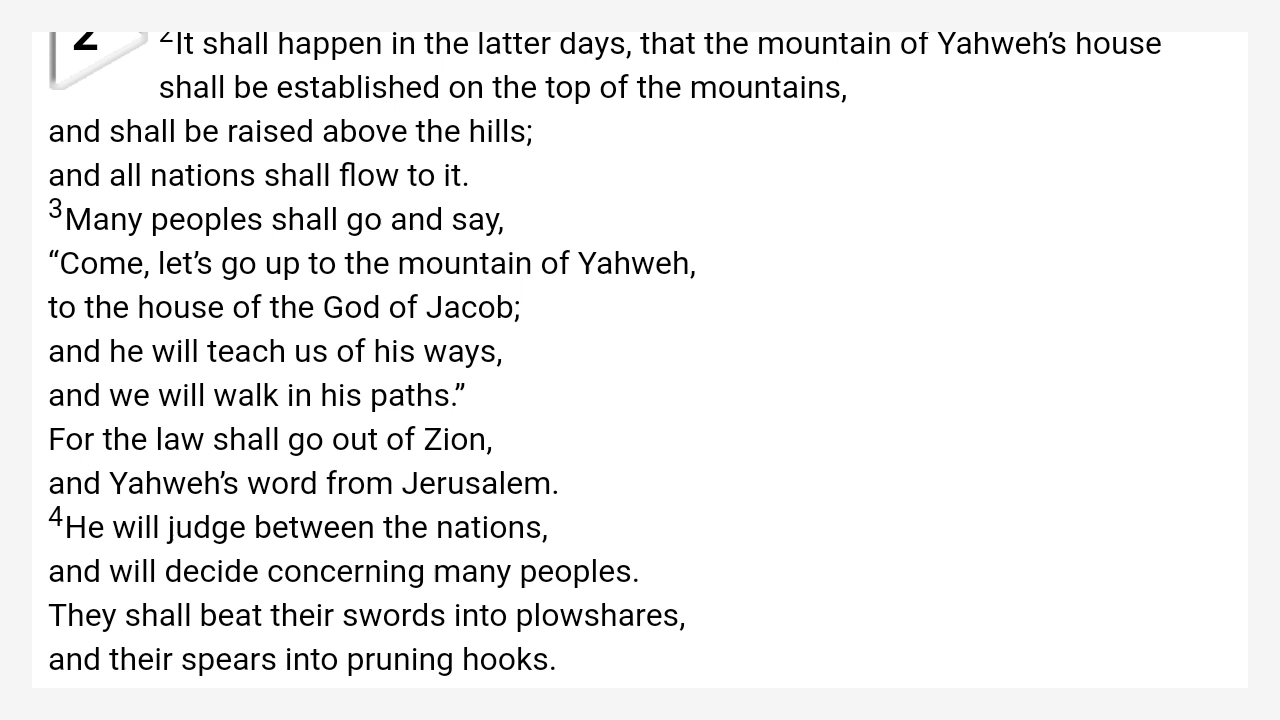 2
2It shall happen in the latter days, that the mountain of Yahweh’s house
shall be established on the top of the mountains,
and shall be raised above the hills;
and all nations shall flow to it.
3Many peoples shall go and say,
“Come, let’s go up to the mountain of Yahweh,
to the house of the God of Jacob;
and he will teach us of his ways,
and we will walk in his paths.”
For the law shall go out of Zion,
and Yahweh’s word from Jerusalem.
4He will judge between the nations,
and will decide concerning many peoples.
They shall beat their swords into plowshares,
and their spears into pruning hooks.